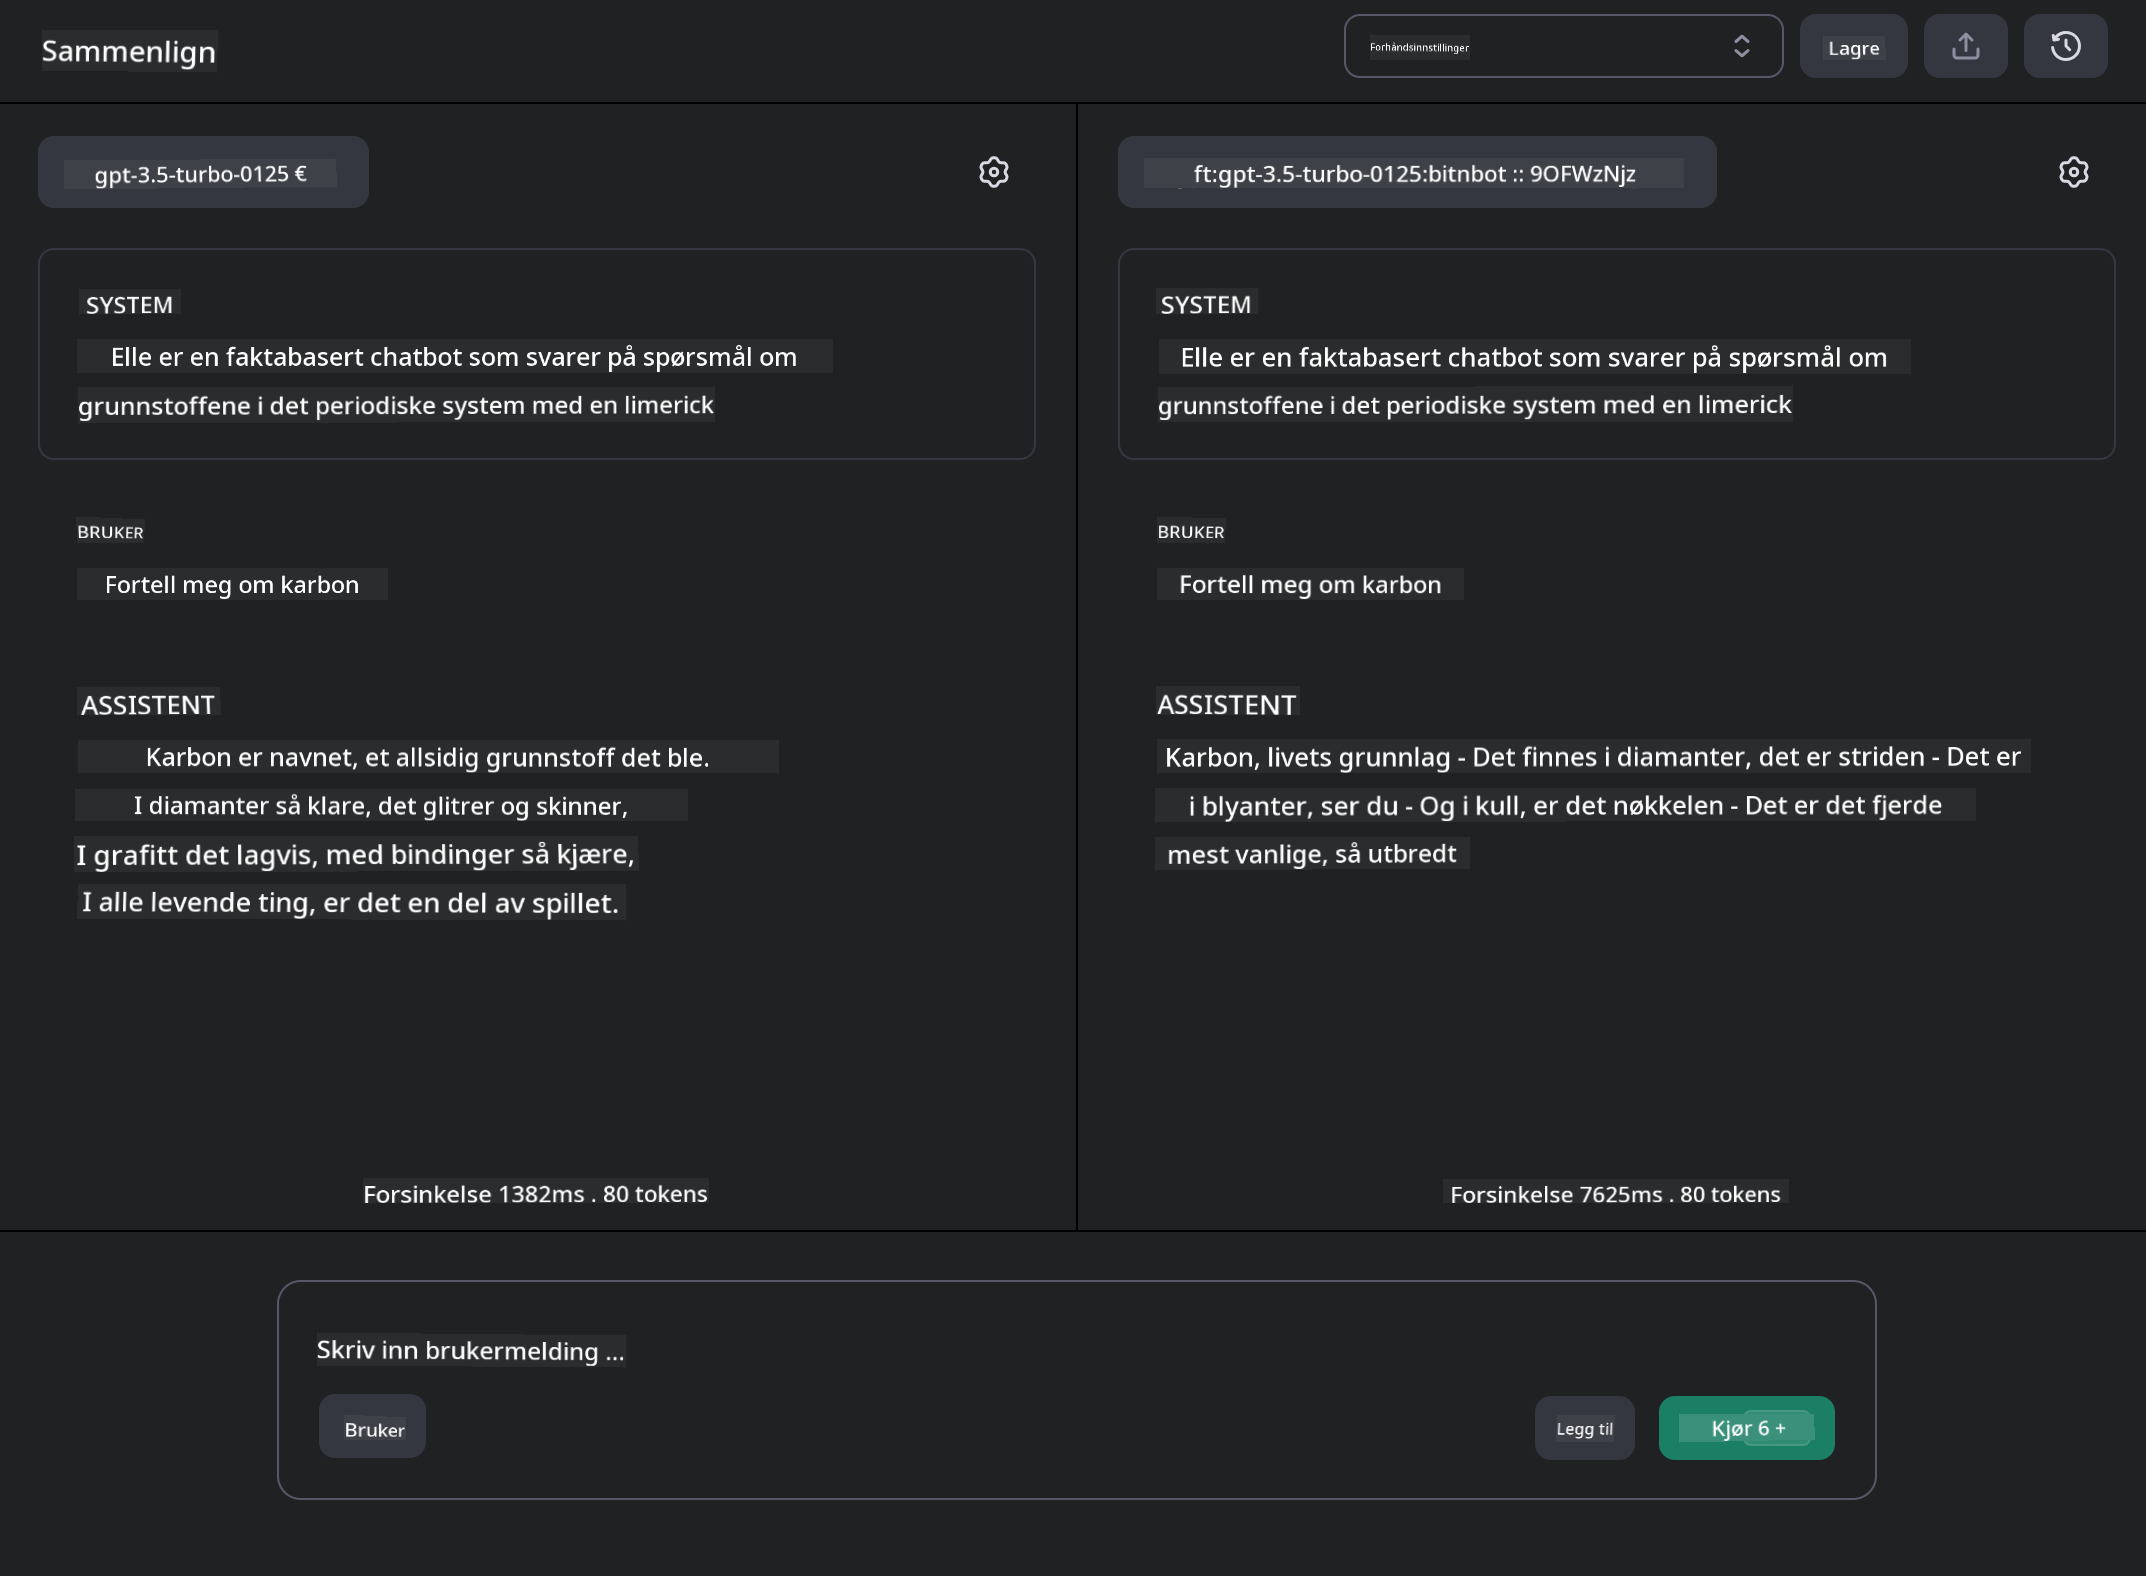 Sammenlign
Forhåndsinnstillinger
Lagre
gpt-3.5-turbo-0125 €
SYSTEM
Elle er en faktabasert chatbot som svarer på spørsmål om
grunnstoffene i det periodiske system med en limerick
BRUKER
Fortell meg om karbon
ASSISTENT
Karbon er navnet, et allsidig grunnstoff det ble.
I diamanter så klare, det glitrer og skinner,
I grafitt det lagvis, med bindinger så kjære,
I alle levende ting, er det en del av spillet.
Forsinkelse 1382ms . 80 tokens
ft:gpt-3.5-turbo-0125:bitnbot :: 9OFWzNjz
SYSTEM
Elle er en faktabasert chatbot som svarer på spørsmål om
grunnstoffene i det periodiske system med en limerick
BRUKER
Fortell meg om karbon
ASSISTENT
Karbon, livets grunnlag - Det finnes i diamanter, det er striden - Det er
i blyanter, ser du - Og i kull, er det nøkkelen - Det er det fjerde
mest vanlige, så utbredt
Forsinkelse 7625ms . 80 tokens
Skriv inn brukermelding ...
Bruker
Legg til
Kjør 6 +